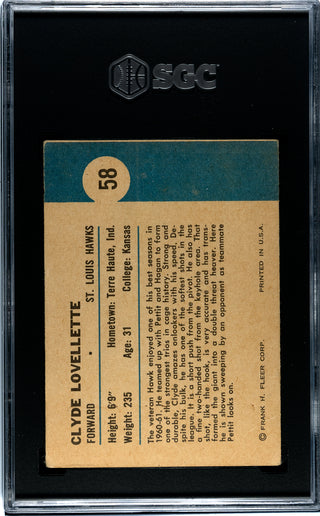 SGC
58
CLYDE LOVELLETTE
FORWARD • ST. LOUIS HAWKS
Height: 6'9" Hometown: Terre Haute, Ind.
Weight: 235 Age: 31 College: Kansas
The veteran Hawk enjoyed one of his best seasons in
1960-61. He teamed up with Pettit and Hagan to form
one of the strongest trios in cage history. Strong and
durable, Clyde amazes onlookers with his speed. De-
spite his bulk, he has one of the softest shots in the
league. It is a short push from the pivot. He also has
a fine two-handed shot from the keyhole area. That
shot, like the hook, is very accurate and has trans-
formed the giant into a double threat heaver. Here
he is shown sweeping by an opponent as teammate
Pettit looks on.
© FRANK H. FLEER CORP. PRINTED IN U.S.A.